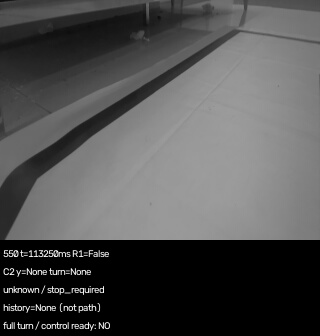 550 t=113250ms R1=False
C2 y=None turn=None
unknown / stop_required
history=None (not path)
full turn / control ready: NO